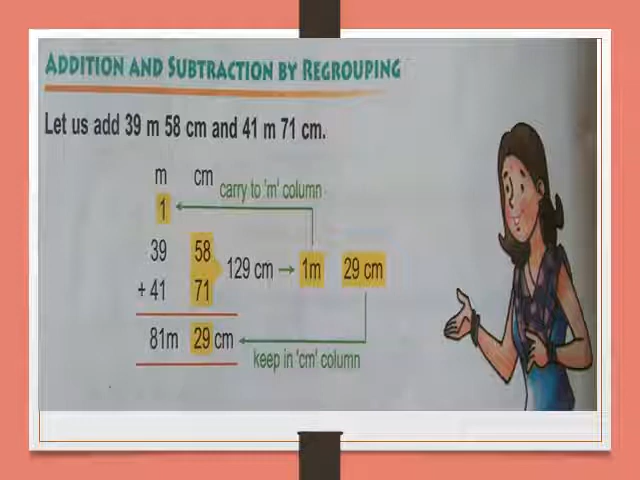 ADDITION AND SUBTRACTION BY REGROUPING
Let us add 39 m 58 cm and 41 m 71 cm.
m cm
carry to 'm' column
1
39 58
129 cm → 1m 29 cm
+ 41 71
81m 29 cm
keep in 'cm' column